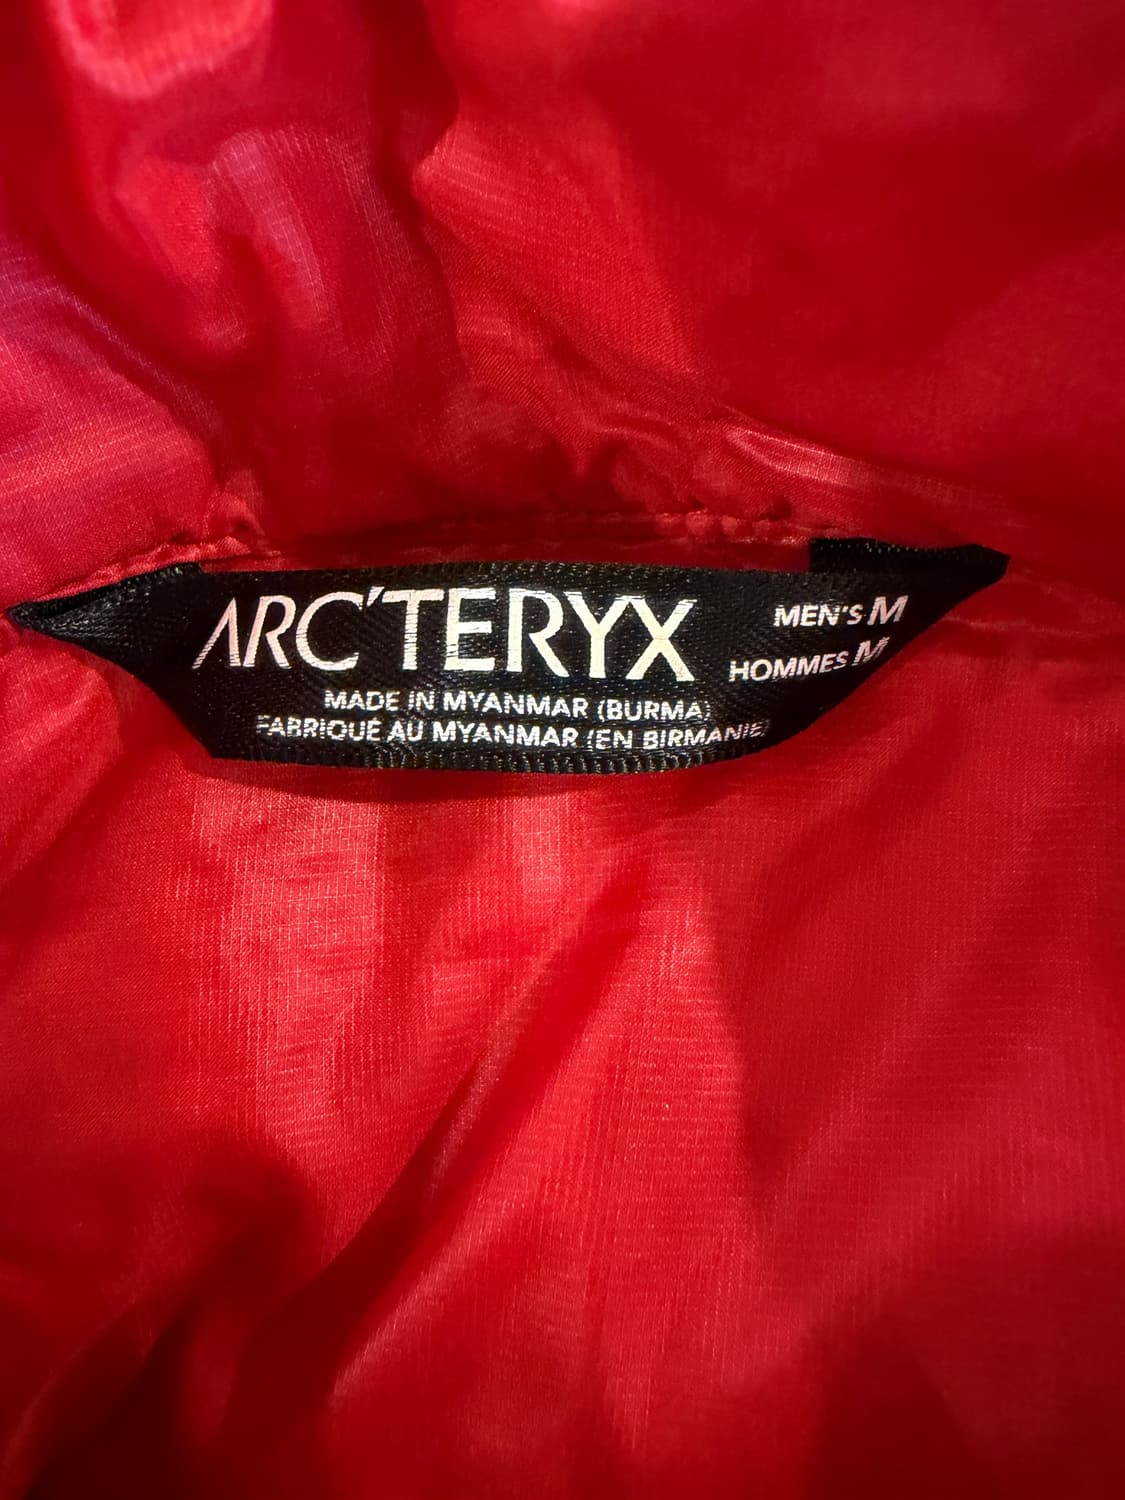 ARC'TERYX
MEN'S M
HOMMES M
MADE IN MYANMAR (BURMA)
FABRIQUÉ AU MYANMAR (EN BIRMANIE)